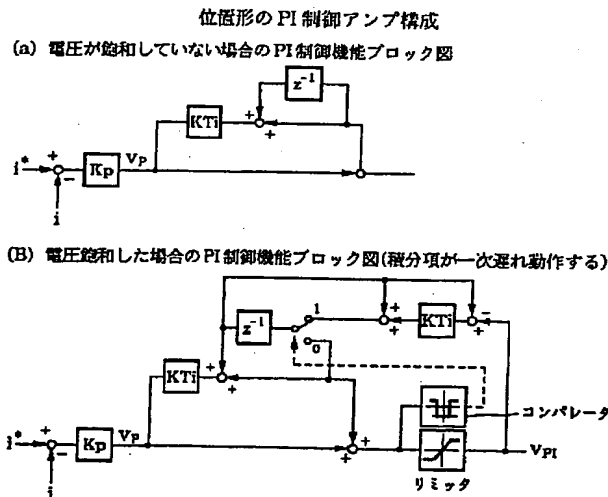 位置形のPI制御アンプ構成
(a) 電圧が飽和していない場合のPI制御機能ブロック図
z⁻¹
KTi
+
+
i*
+
−
Kp
VP
i
(B) 電圧飽和した場合のPI制御機能ブロック図(積分項が一次遅れ動作する)
z⁻¹
1
0
+
+
KTi
−
+
KTi
+
+
コンパレータ
i*
+
−
Kp
VP
+
+
VPI
i
リミッタ